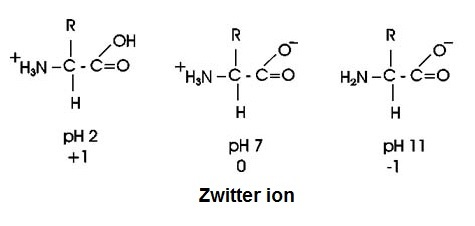 R
OH
+H₃N-C-C=O
H
pH 2
+1
R
O⁻
+H₃N-C-C=O
H
pH 7
0
Zwitter ion
R
O⁻
H₂N-C-C=O
H
pH 11
-1